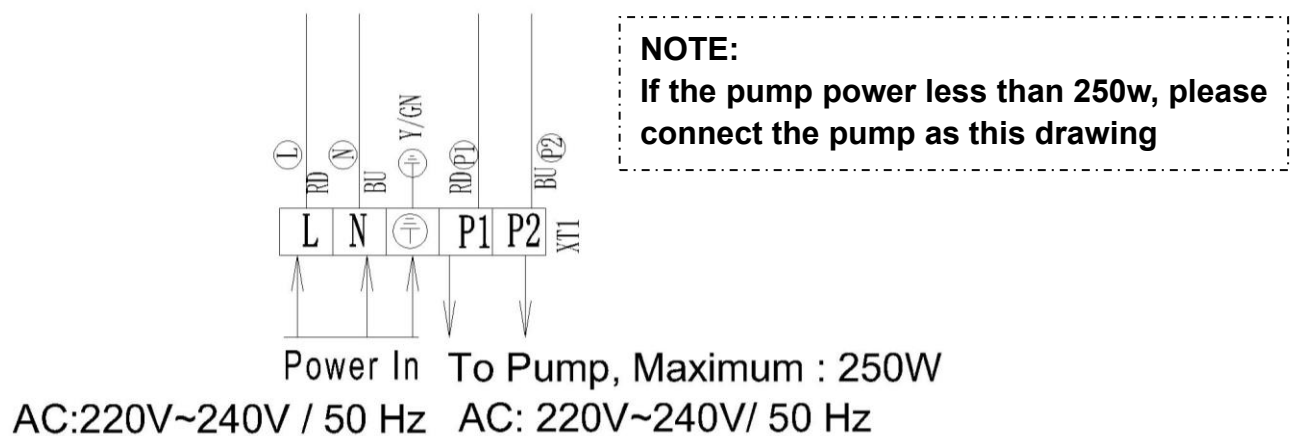 NOTE:
If the pump power less than 250w, please
connect the pump as this drawing
L RD N BU Y/GN RD P1 BU P2
L N P1 P2 XT1
Power In To Pump, Maximum : 250W
AC:220V~240V / 50 Hz AC: 220V~240V/ 50 Hz